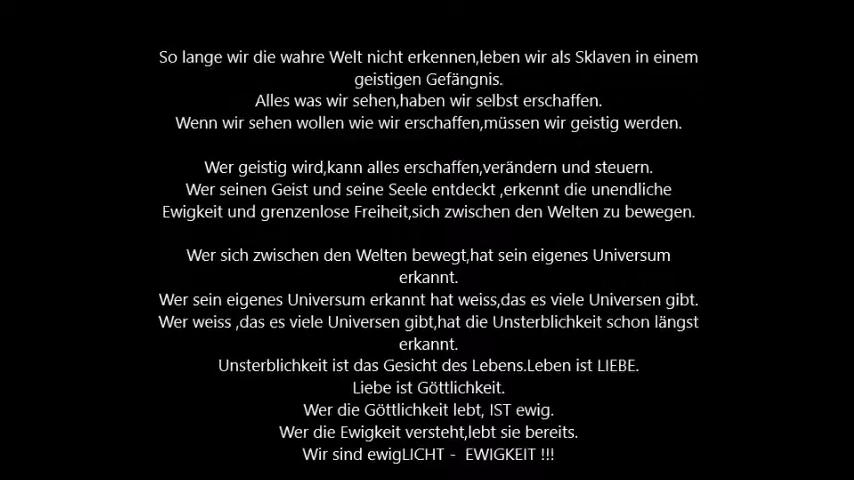 So lange wir die wahre Welt nicht erkennen,leben wir als Sklaven in einem
geistigen Gefängnis.
Alles was wir sehen,haben wir selbst erschaffen.
Wenn wir sehen wollen wie wir erschaffen,müssen wir geistig werden.
Wer geistig wird,kann alles erschaffen,verändern und steuern.
Wer seinen Geist und seine Seele entdeckt ,erkennt die unendliche
Ewigkeit und grenzenlose Freiheit,sich zwischen den Welten zu bewegen.
Wer sich zwischen den Welten bewegt,hat sein eigenes Universum
erkannt.
Wer sein eigenes Universum erkannt hat weiss,das es viele Universen gibt.
Wer weiss ,das es viele Universen gibt,hat die Unsterblichkeit schon längst
erkannt.
Unsterblichkeit ist das Gesicht des Lebens.Leben ist LIEBE.
Liebe ist Göttlichkeit.
Wer die Göttlichkeit lebt, IST ewig.
Wer die Ewigkeit versteht,lebt sie bereits.
Wir sind ewigLICHT - EWIGKEIT !!!